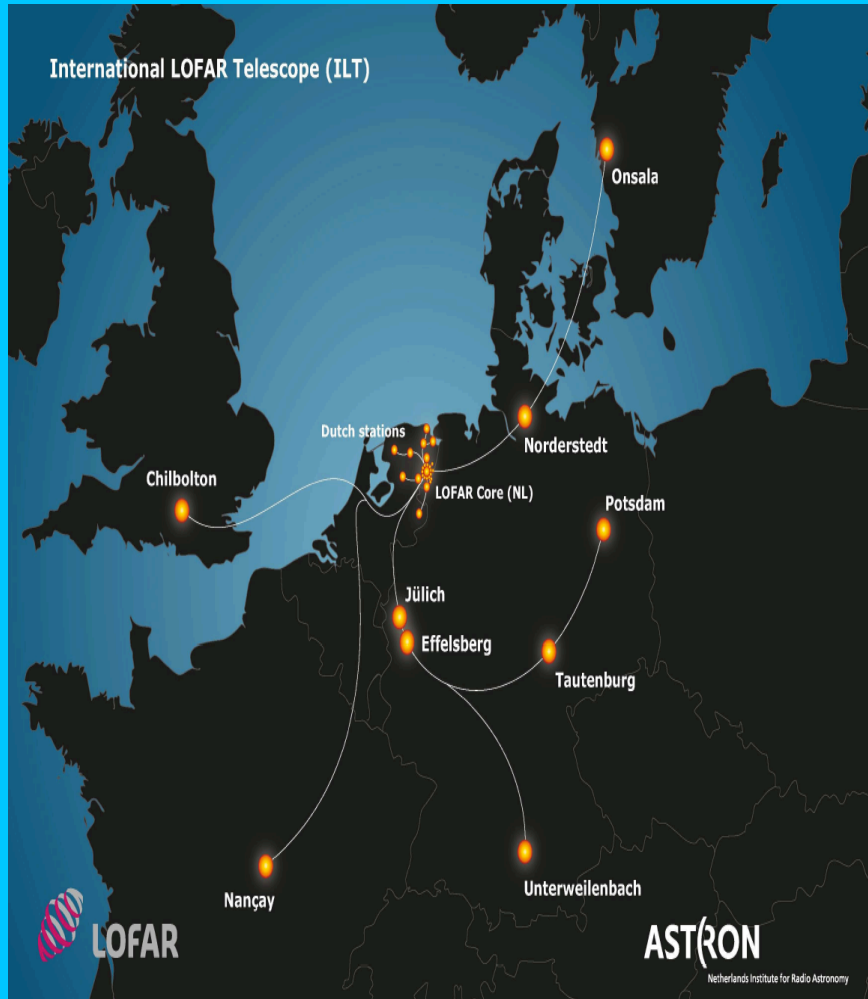 International LOFAR Telescope (ILT)
Onsala
Dutch stations
Norderstedt
Chilbolton
LOFAR Core (NL)
Potsdam
Jülich
Effelsberg
Tautenburg
Unterweilenbach
Nançay
LOFAR
ASTRON
Netherlands Institute for Radio Astronomy